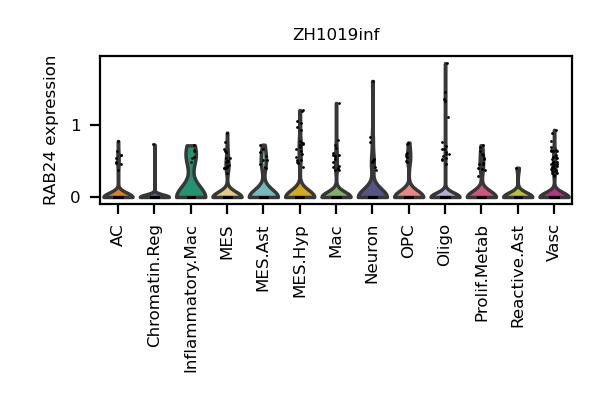 ZH1019inf
RAB24 expression
1
0
AC
Chromatin.Reg
Inflammatory.Mac
MES
MES.Ast
MES.Hyp
Mac
Neuron
OPC
Oligo
Prolif.Metab
Reactive.Ast
Vasc